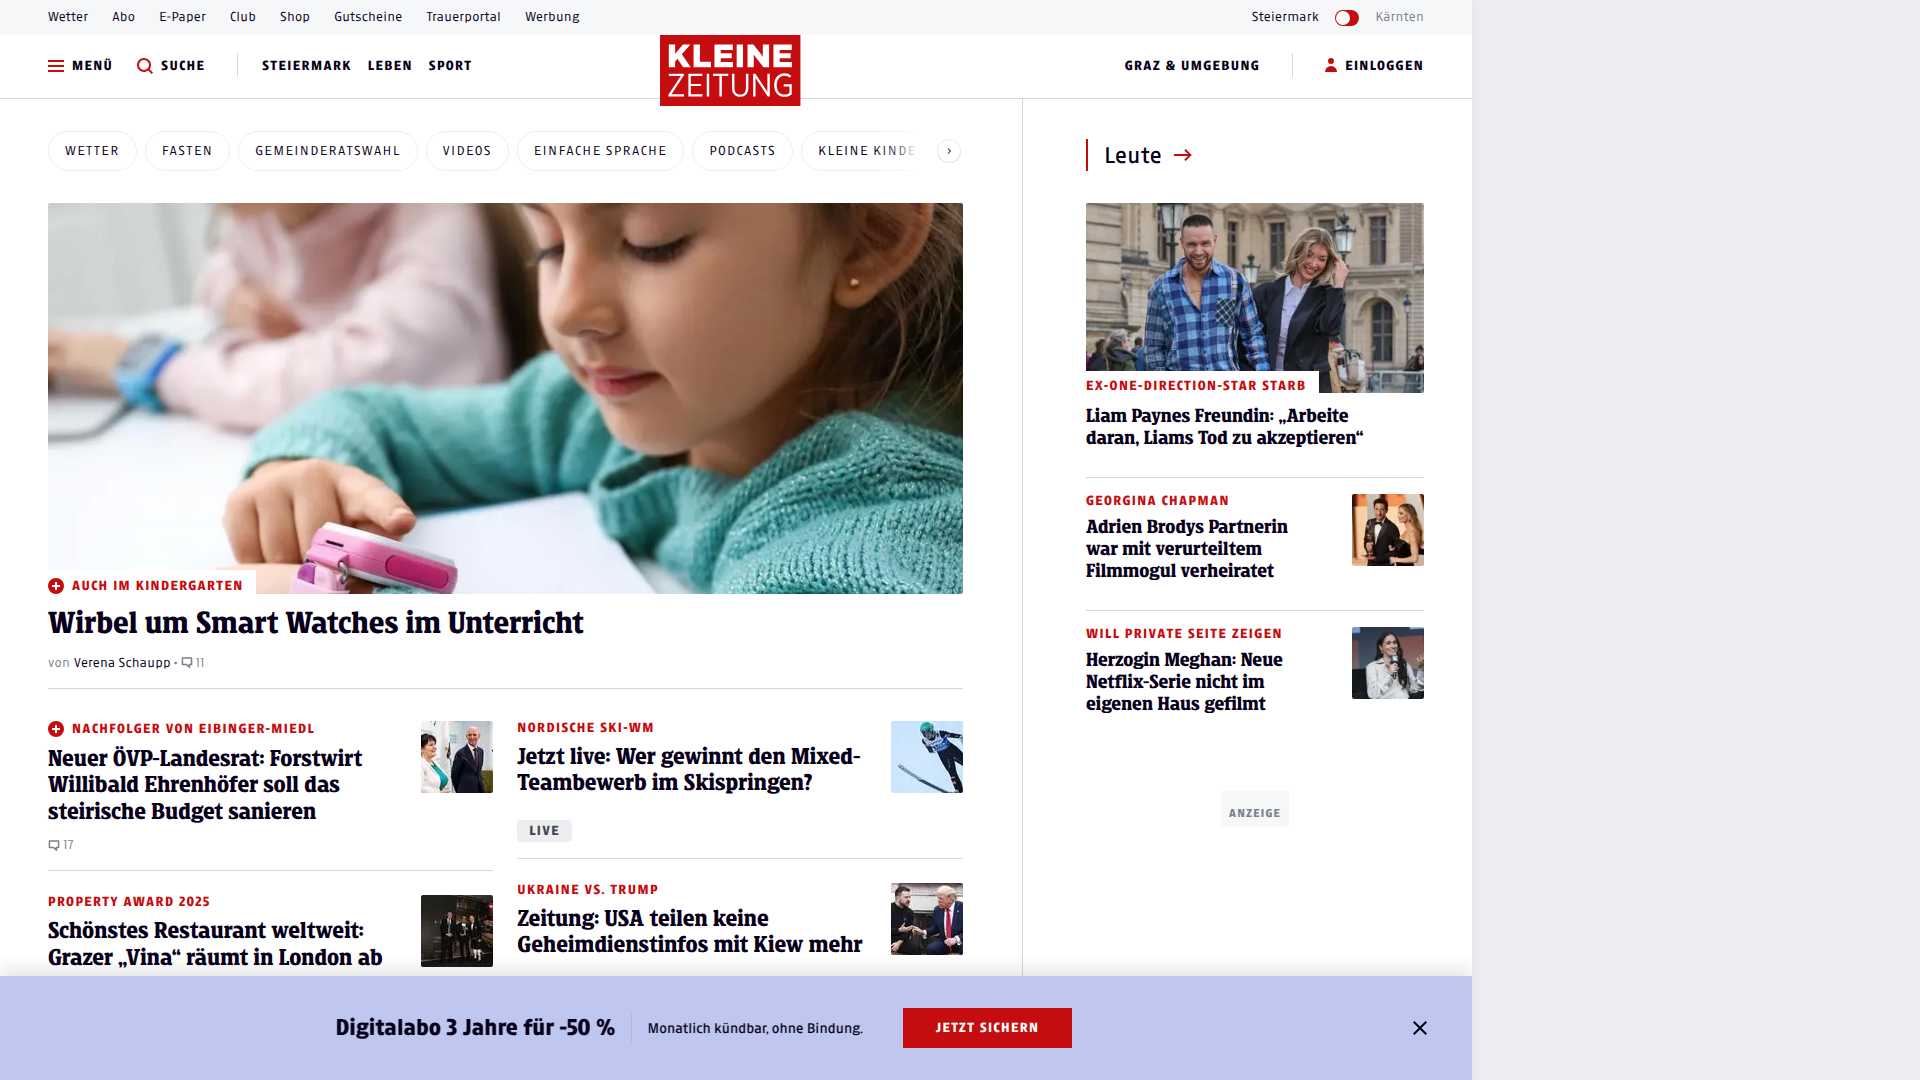 Wetter
Abo
E-Paper
Club
Shop
Gutscheine
Trauerportal
Werbung
Steiermark
Kärnten
MENÜ
SUCHE
STEIERMARK
LEBEN
SPORT
KLEINE
ZEITUNG
GRAZ & UMGEBUNG
EINLOGGEN
WETTER
FASTEN
GEMEINDERATSWAHL
VIDEOS
EINFACHE SPRACHE
PODCASTS
KLEINE KINDE
AUCH IM KINDERGARTEN
Wirbel um Smart Watches im Unterricht
von Verena Schaupp • 11
NACHFOLGER VON EIBINGER-MIEDL
Neuer ÖVP-Landesrat: Forstwirt
Willibald Ehrenhöfer soll das
steirische Budget sanieren
17
PROPERTY AWARD 2025
Schönstes Restaurant weltweit:
Grazer „Vina“ räumt in London ab
NORDISCHE SKI-WM
Jetzt live: Wer gewinnt den Mixed-
Teambewerb im Skispringen?
LIVE
UKRAINE VS. TRUMP
Zeitung: USA teilen keine
Geheimdienstinfos mit Kiew mehr
Leute
EX-ONE-DIRECTION-STAR STARB
Liam Paynes Freundin: „Arbeite
daran, Liams Tod zu akzeptieren“
GEORGINA CHAPMAN
Adrien Brodys Partnerin
war mit verurteiltem
Filmmogul verheiratet
WILL PRIVATE SEITE ZEIGEN
Herzogin Meghan: Neue
Netflix-Serie nicht im
eigenen Haus gefilmt
ANZEIGE
Digitalabo 3 Jahre für -50 %
Monatlich kündbar, ohne Bindung.
JETZT SICHERN